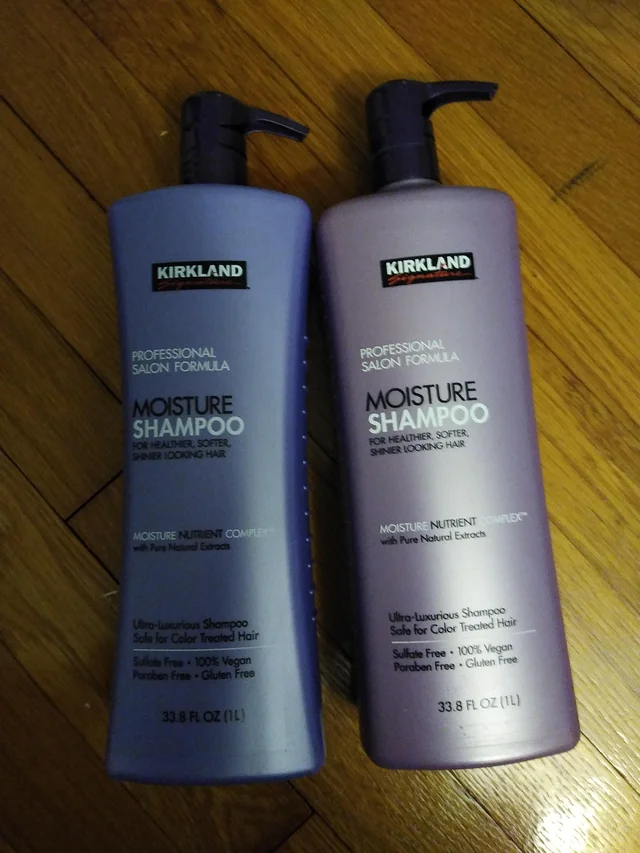 KIRKLAND
Signature
PROFESSIONAL
SALON FORMULA
MOISTURE
SHAMPOO
FOR HEALTHIER, SOFTER,
SHINIER LOOKING HAIR
MOISTURE NUTRIENT COMPLEX™
with Pure Natural Extracts
Ultra-Luxurious Shampoo
Safe for Color Treated Hair
Sulfate Free • 100% Vegan
Paraben Free • Gluten Free
33.8 FL OZ (1L)
KIRKLAND
Signature
PROFESSIONAL
SALON FORMULA
MOISTURE
SHAMPOO
FOR HEALTHIER, SOFTER,
SHINIER LOOKING HAIR
MOISTURE NUTRIENT COMPLEX™
with Pure Natural Extracts
Ultra-Luxurious Shampoo
Safe for Color Treated Hair
Sulfate Free • 100% Vegan
Paraben Free • Gluten Free
33.8 FL OZ (1L)